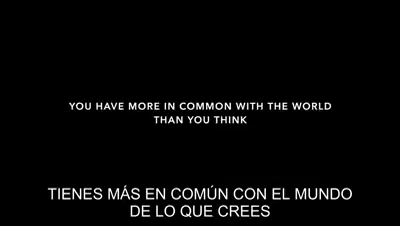 YOU HAVE MORE IN COMMON WITH THE WORLD
THAN YOU THINK
TIENES MÁS EN COMÚN CON EL MUNDO
DE LO QUE CREES